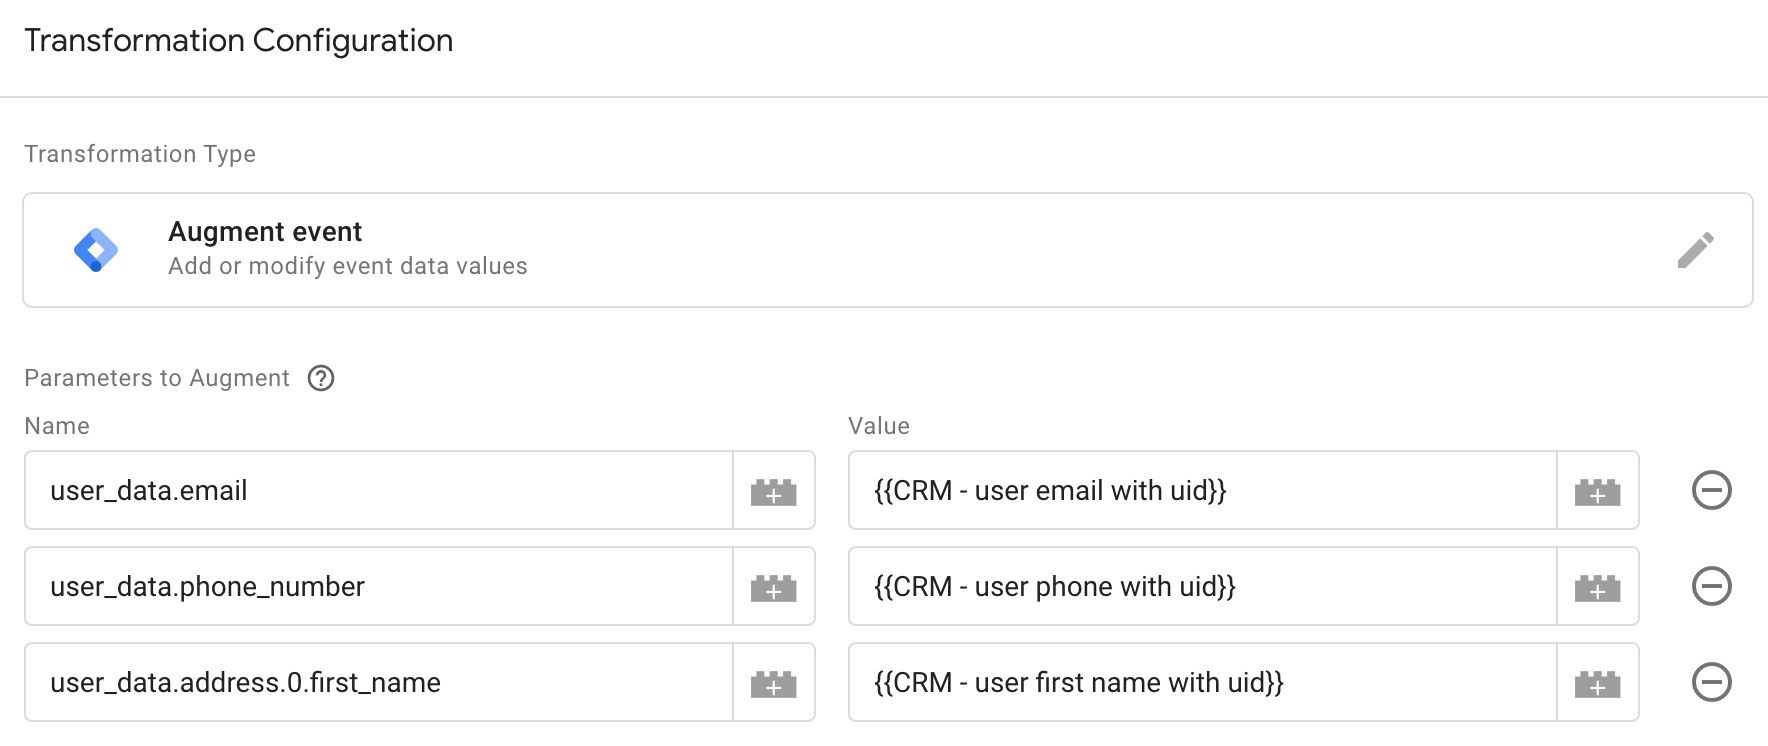 Transformation Configuration
Transformation Type
Augment event
Add or modify event data values
Parameters to Augment ?
Name Value
user_data.email {{CRM - user email with uid}}
user_data.phone_number {{CRM - user phone with uid}}
user_data.address.0.first_name {{CRM - user first name with uid}}